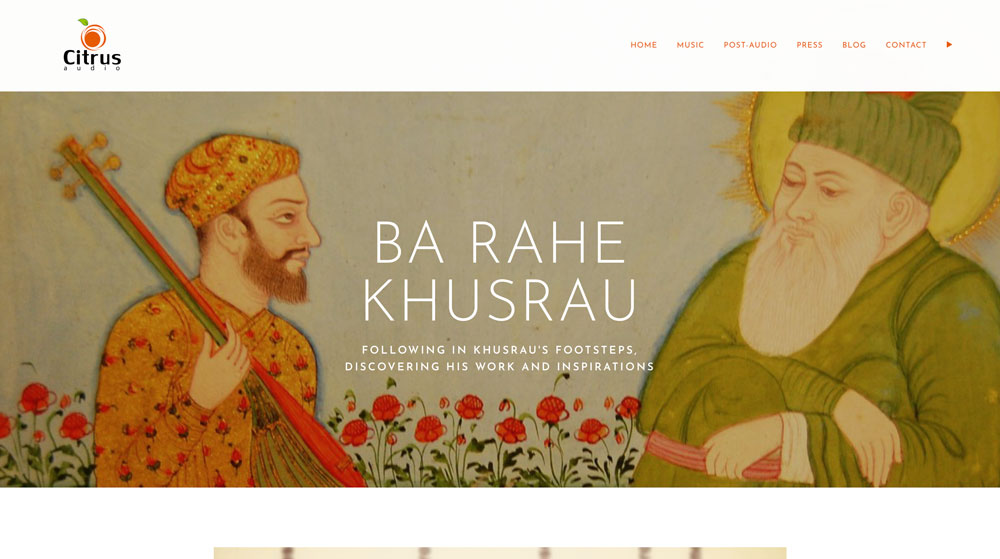 Citrus
audio
HOME MUSIC POST-AUDIO PRESS BLOG CONTACT
BA RAHE
KHUSRAU
FOLLOWING IN KHUSRAU'S FOOTSTEPS,
DISCOVERING HIS WORK AND INSPIRATIONS